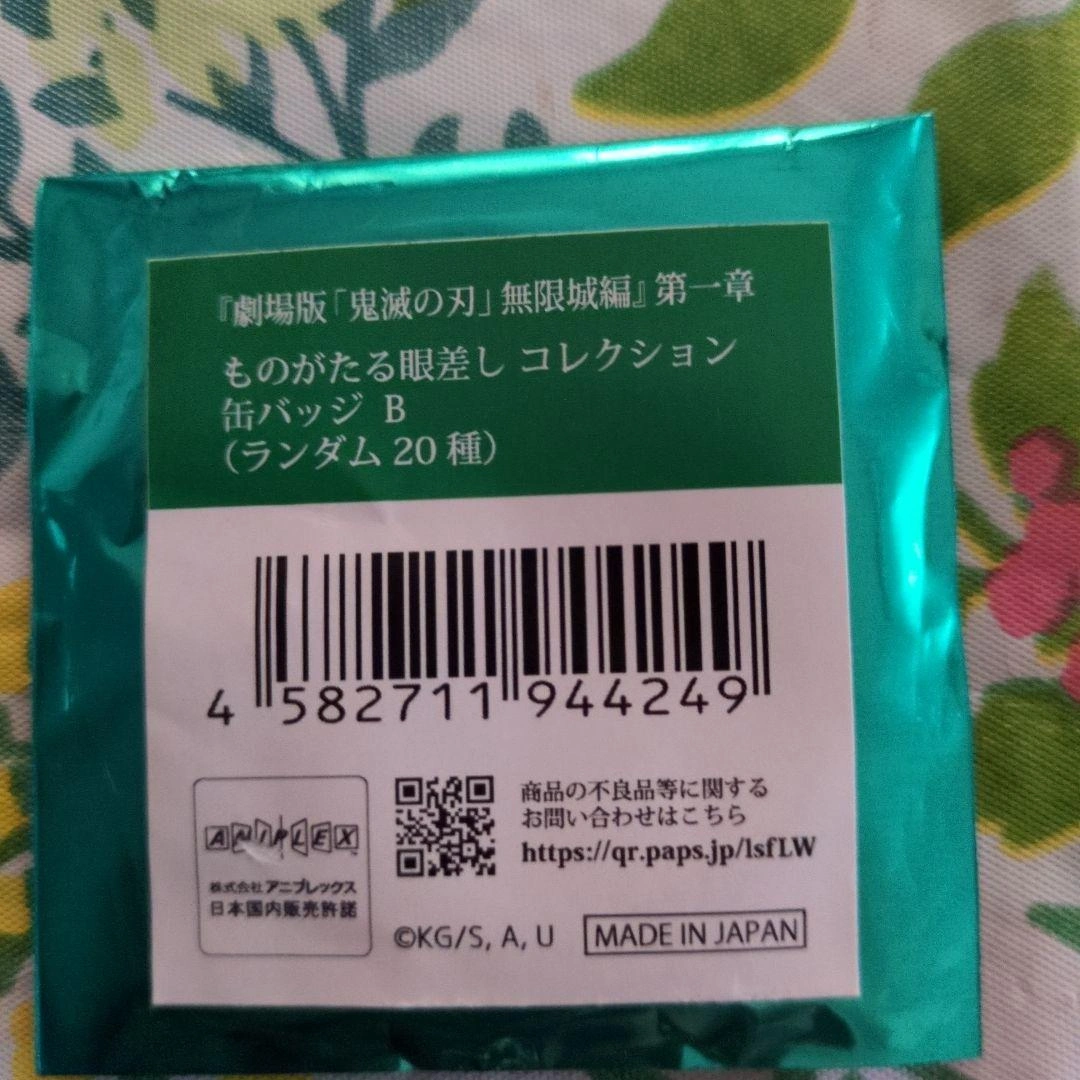 『劇場版「鬼滅の刃」無限城編』第一章
ものがたる眼差し コレクション
缶バッジ B
（ランダム 20 種）
4 582711 944249
ANIPLEX
株式会社アニプレックス
日本国内販売許諾
商品の不良品等に関する
お問い合わせはこちら
https://qr.paps.jp/lsfLW
©KG/S, A, U
MADE IN JAPAN